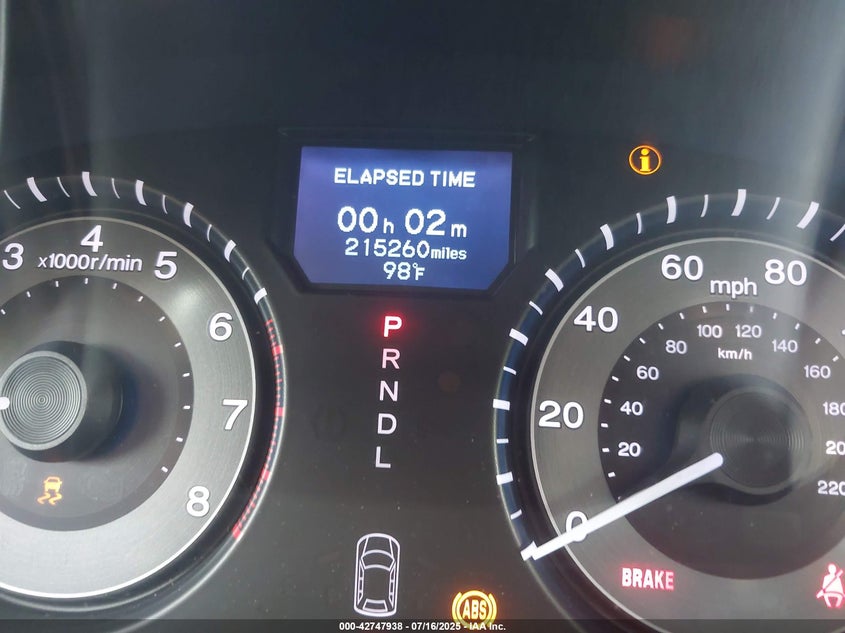 ELAPSED TIME
00h 02m
215260miles
98°F
3 4 5 6 7 8
x1000r/min
P
R
N
D
L
0 20 40 60 80
mph
20 40 60 80 100 120 140 160 180 20 220
km/h
i
BRAKE
ABS
000-42747938 - 07/16/2025 - IAA Inc.